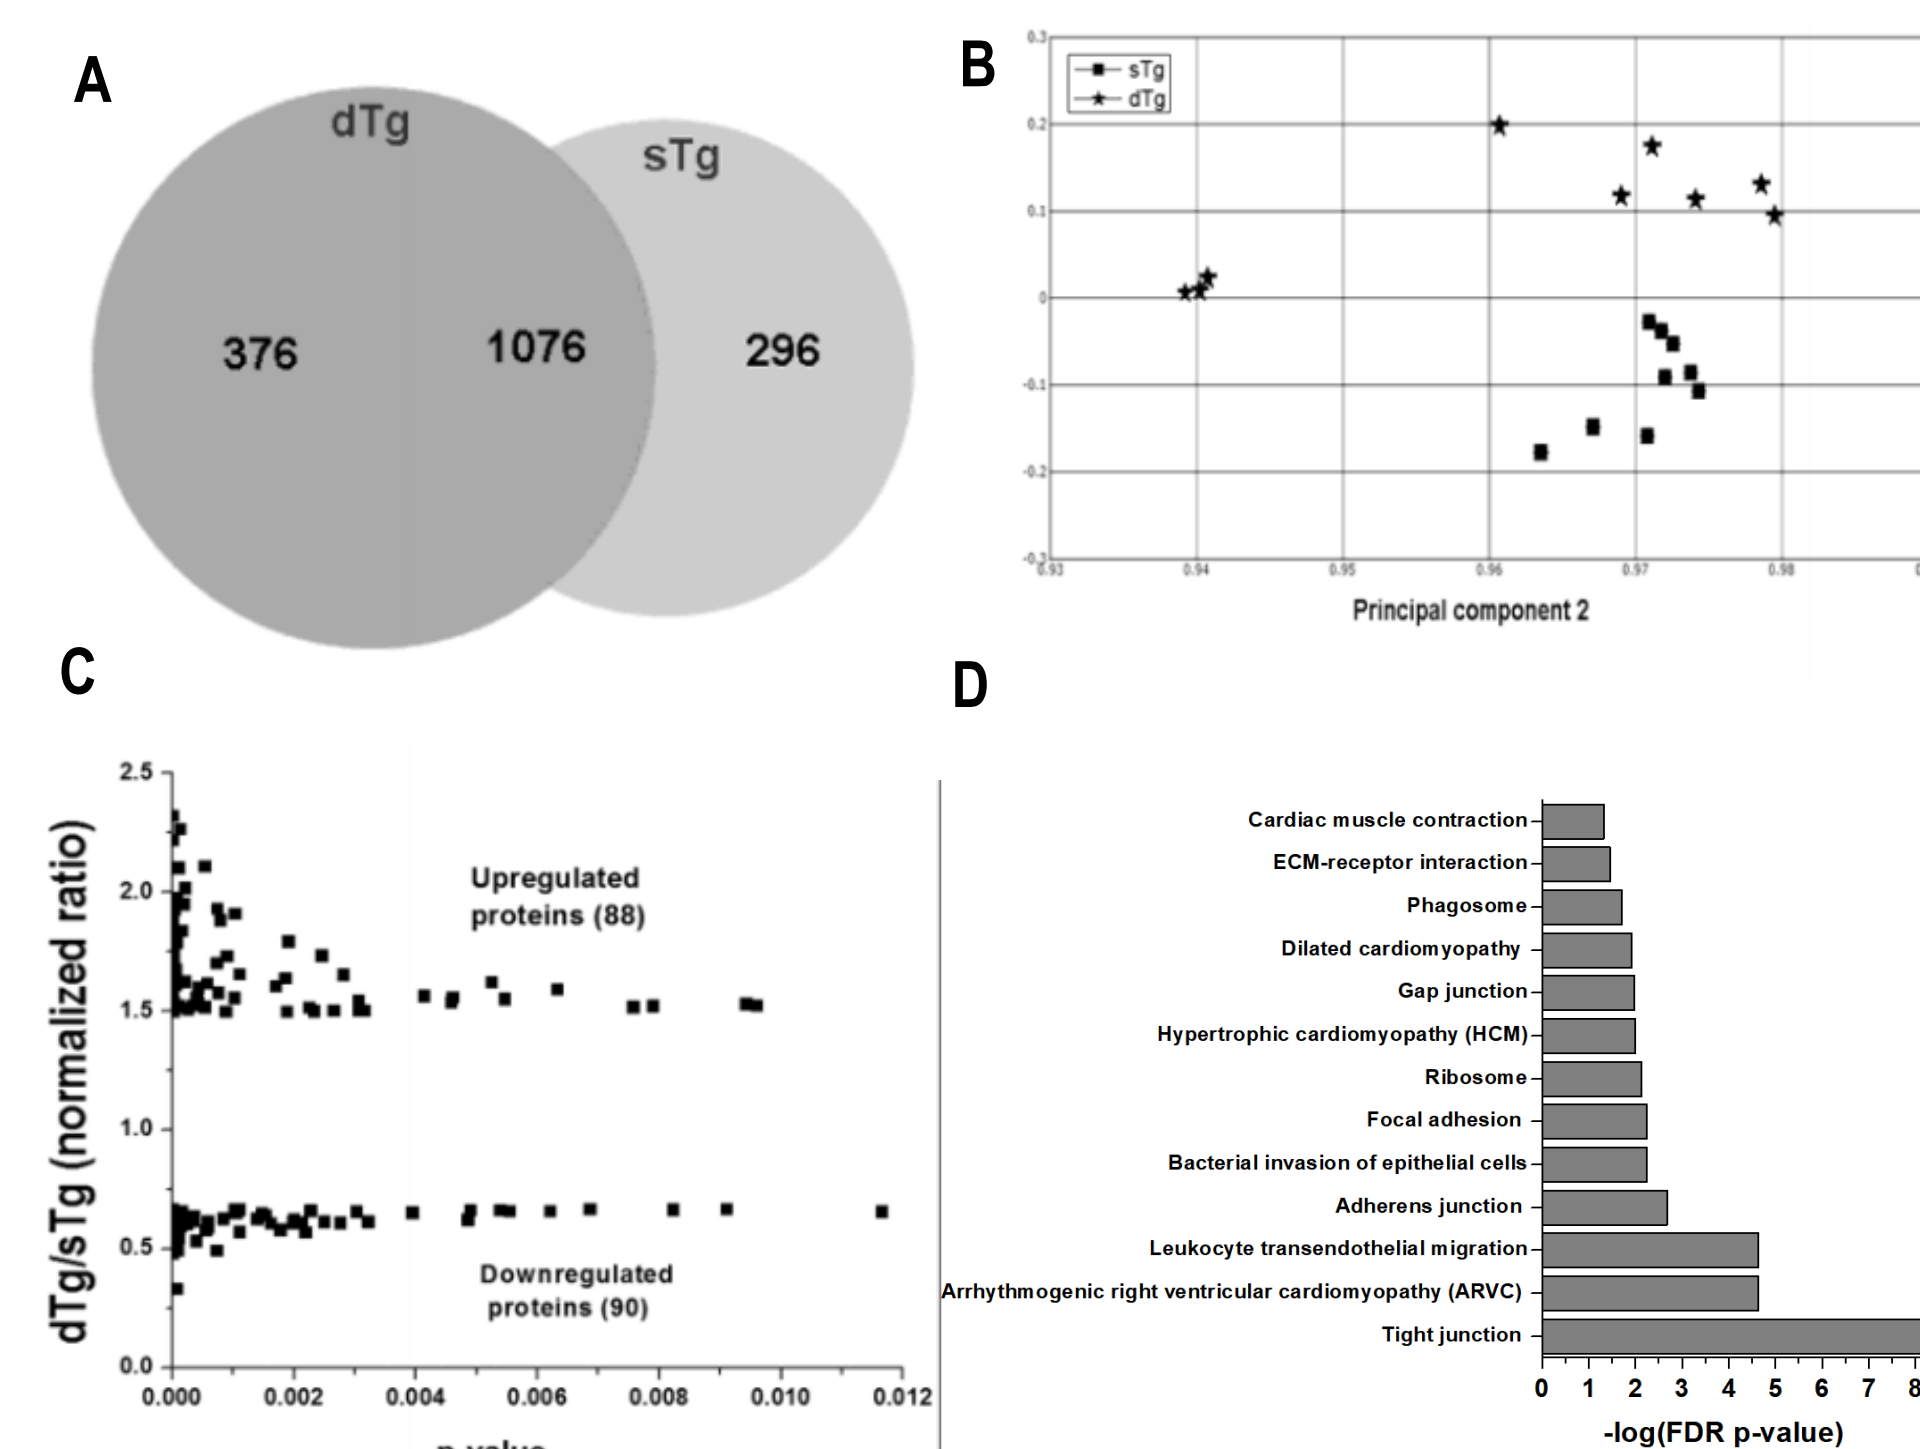 A
dTg
sTg
376
1076
296
B
sTg
dTg
0.3
0.2
0.1
0
-0.1
-0.2
-0.3
0.93
0.94
0.95
0.96
0.97
0.98
Principal component 2
C
dTg/sTg (normalized ratio)
2.5
2.0
1.5
1.0
0.5
0.0
Upregulated
proteins (88)
Downregulated
proteins (90)
0.000
0.002
0.004
0.006
0.008
0.010
0.012
p-value
D
Cardiac muscle contraction
ECM-receptor interaction
Phagosome
Dilated cardiomyopathy
Gap junction
Hypertrophic cardiomyopathy (HCM)
Ribosome
Focal adhesion
Bacterial invasion of epithelial cells
Adherens junction
Leukocyte transendothelial migration
Arrhythmogenic right ventricular cardiomyopathy (ARVC)
Tight junction
0 1 2 3 4 5 6 7 8
-log(FDR p-value)